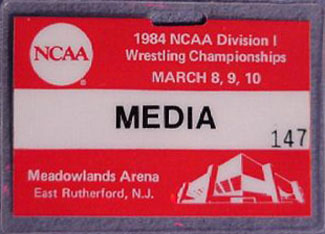 NCAA®
1984 NCAA Division I
Wrestling Championships
MARCH 8, 9, 10
MEDIA
147
Meadowlands Arena
East Rutherford, N.J.